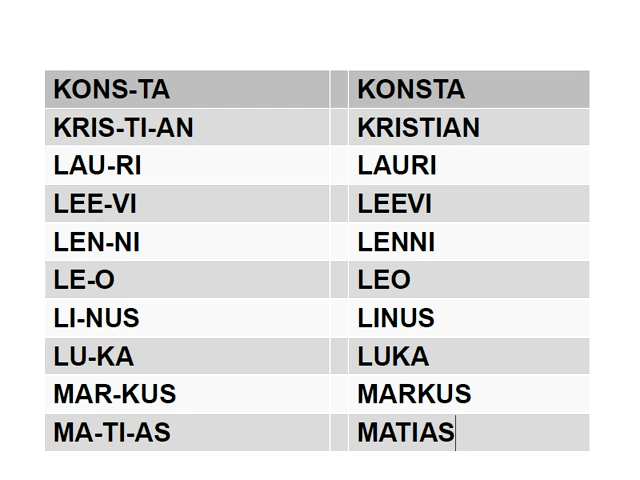 KONS-TA KONSTA
KRIS-TI-AN KRISTIAN
LAU-RI LAURI
LEE-VI LEEVI
LEN-NI LENNI
LE-O LEO
LI-NUS LINUS
LU-KA LUKA
MAR-KUS MARKUS
MA-TI-AS MATIAS